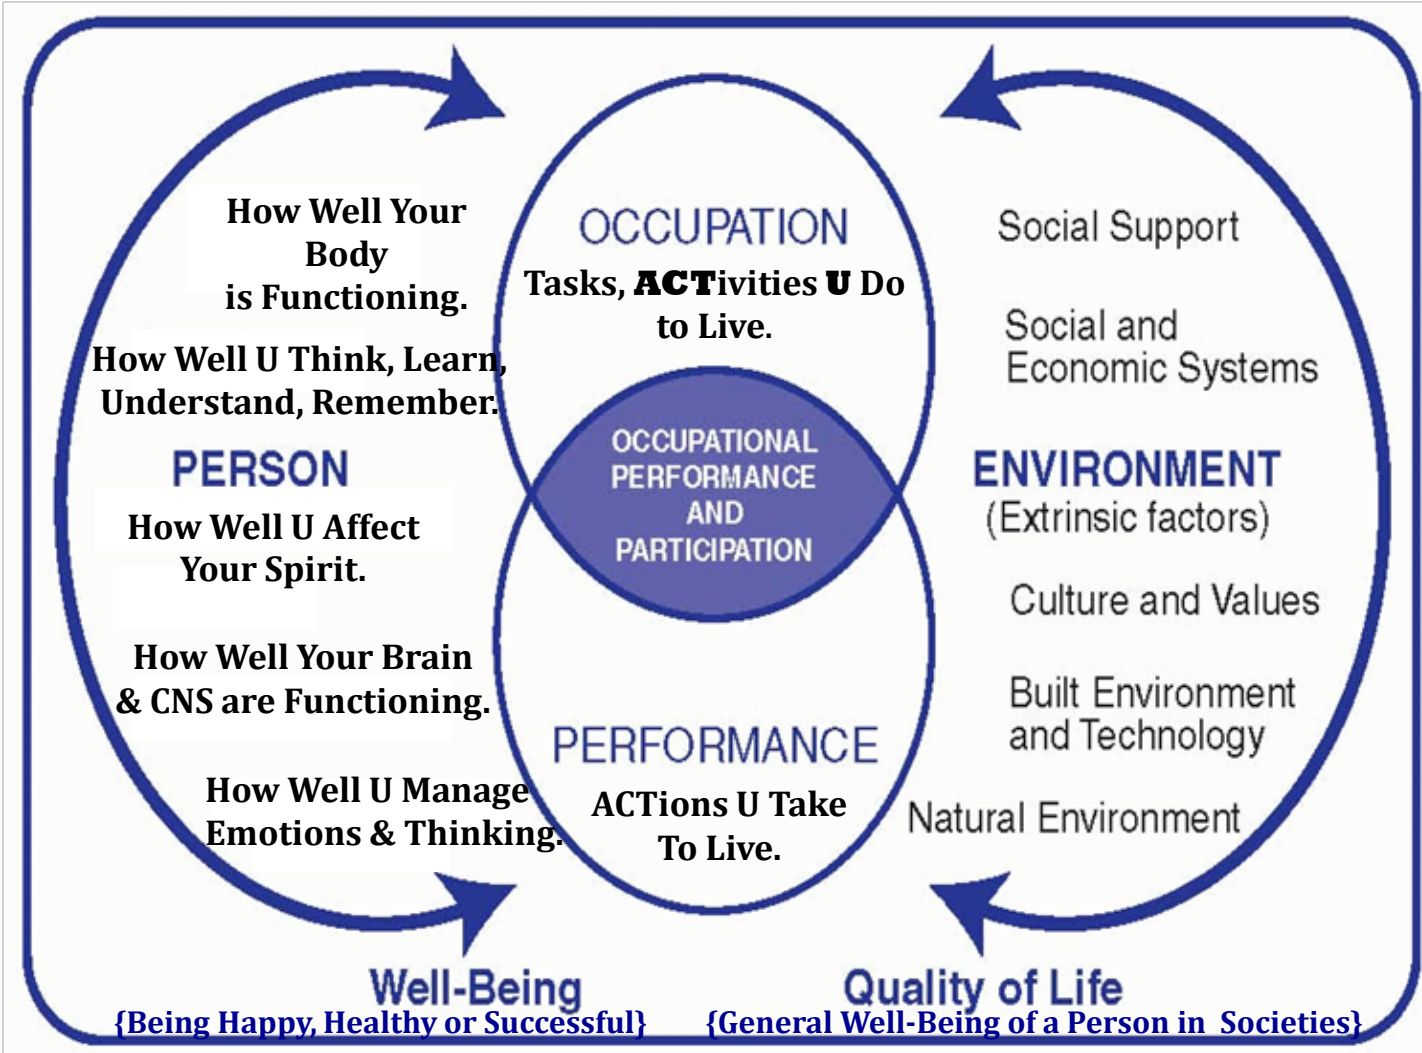 How Well Your
Body
is Functioning.
How Well U Think, Learn,
Understand, Remember.
PERSON
How Well U Affect
Your Spirit.
How Well Your Brain
& CNS are Functioning.
How Well U Manage
Emotions & Thinking.
OCCUPATION
Tasks, ACTivities U Do
to Live.
OCCUPATIONAL
PERFORMANCE
AND
PARTICIPATION
PERFORMANCE
ACTions U Take
To Live.
Social Support
Social and
Economic Systems
ENVIRONMENT
(Extrinsic factors)
Culture and Values
Built Environment
and Technology
Natural Environment
Well-Being
{Being Happy, Healthy or Successful}
Quality of Life
{General Well-Being of a Person in Societies}